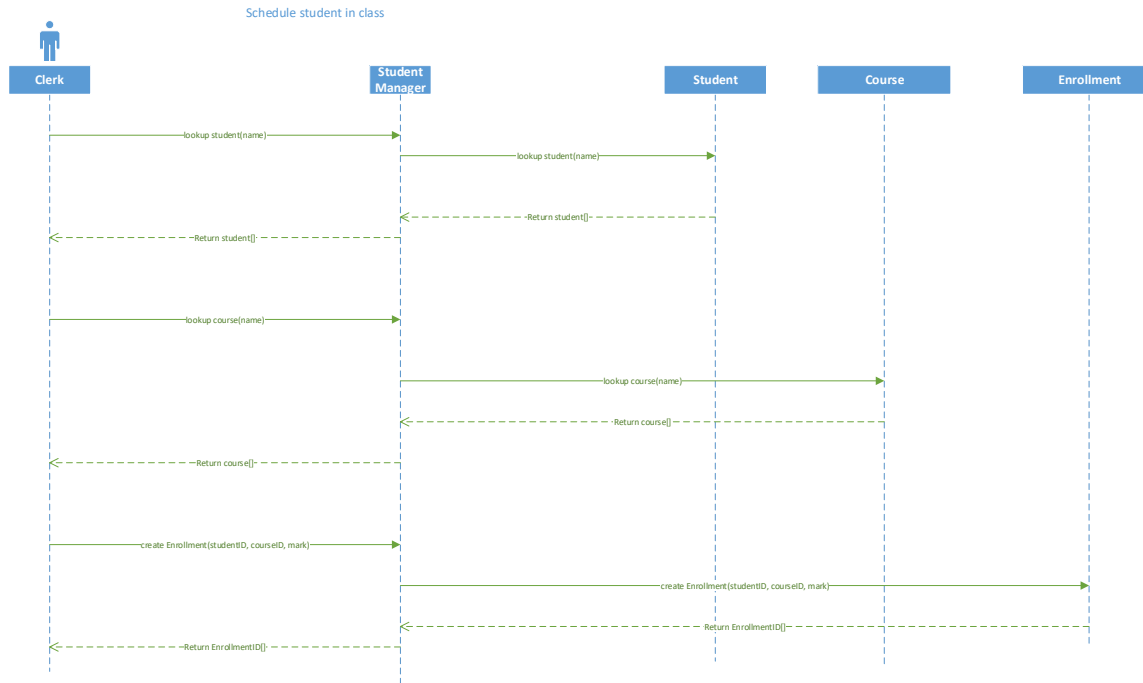 Schedule student in class
Clerk
Student
Manager
Student
Course
Enrollment
lookup student(name)
lookup student(name)
Return student[]
Return student[]
lookup course(name)
lookup course(name)
Return course[]
Return course[]
create Enrollment(studentID, courseID, mark)
create Enrollment(studentID, courseID, mark)
Return EnrollmentID[]
Return EnrollmentID[]